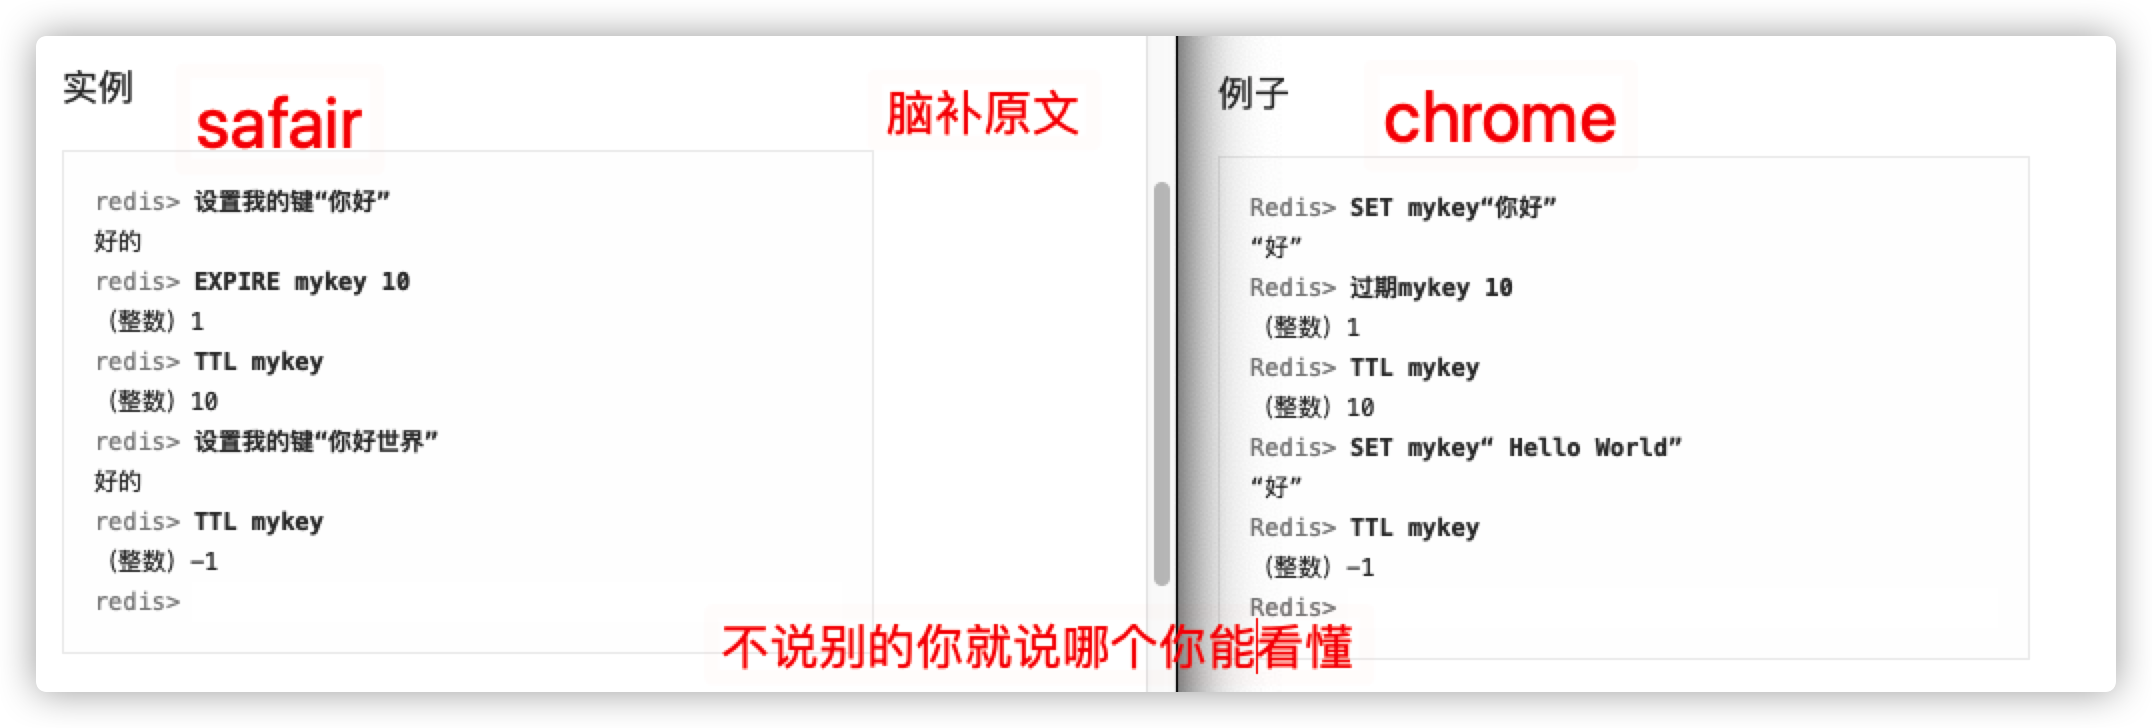 实例
safair
脑补原文
redis> 设置我的键“你好”
好的
redis> EXPIRE mykey 10
（整数）1
redis> TTL mykey
（整数）10
redis> 设置我的键“你好世界”
好的
redis> TTL mykey
（整数）-1
redis>
例子
chrome
Redis> SET mykey“你好”
“好”
Redis> 过期mykey 10
（整数）1
Redis> TTL mykey
（整数）10
Redis> SET mykey“ Hello World”
“好”
Redis> TTL mykey
（整数）-1
Redis>
不说别的你就说哪个你能看懂